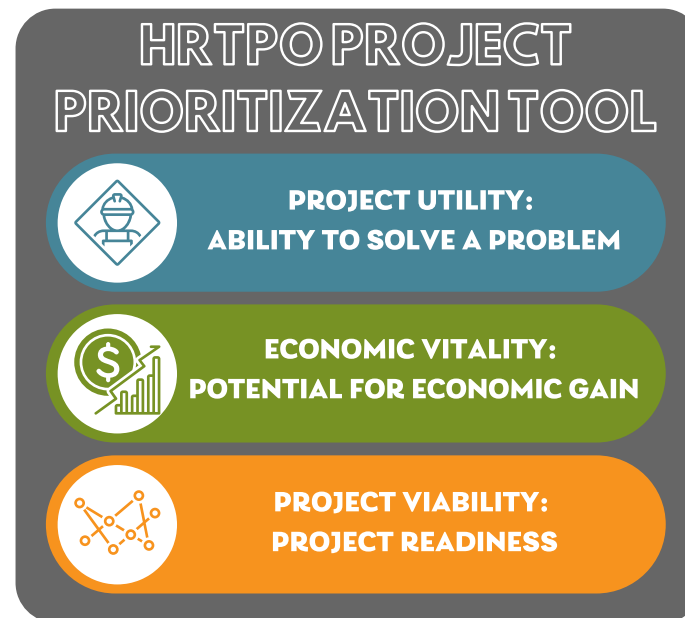 HRTPO PROJECT
PRIORITIZATION TOOL
PROJECT UTILITY:
ABILITY TO SOLVE A PROBLEM
$
ECONOMIC VITALITY:
POTENTIAL FOR ECONOMIC GAIN
PROJECT VIABILITY:
PROJECT READINESS